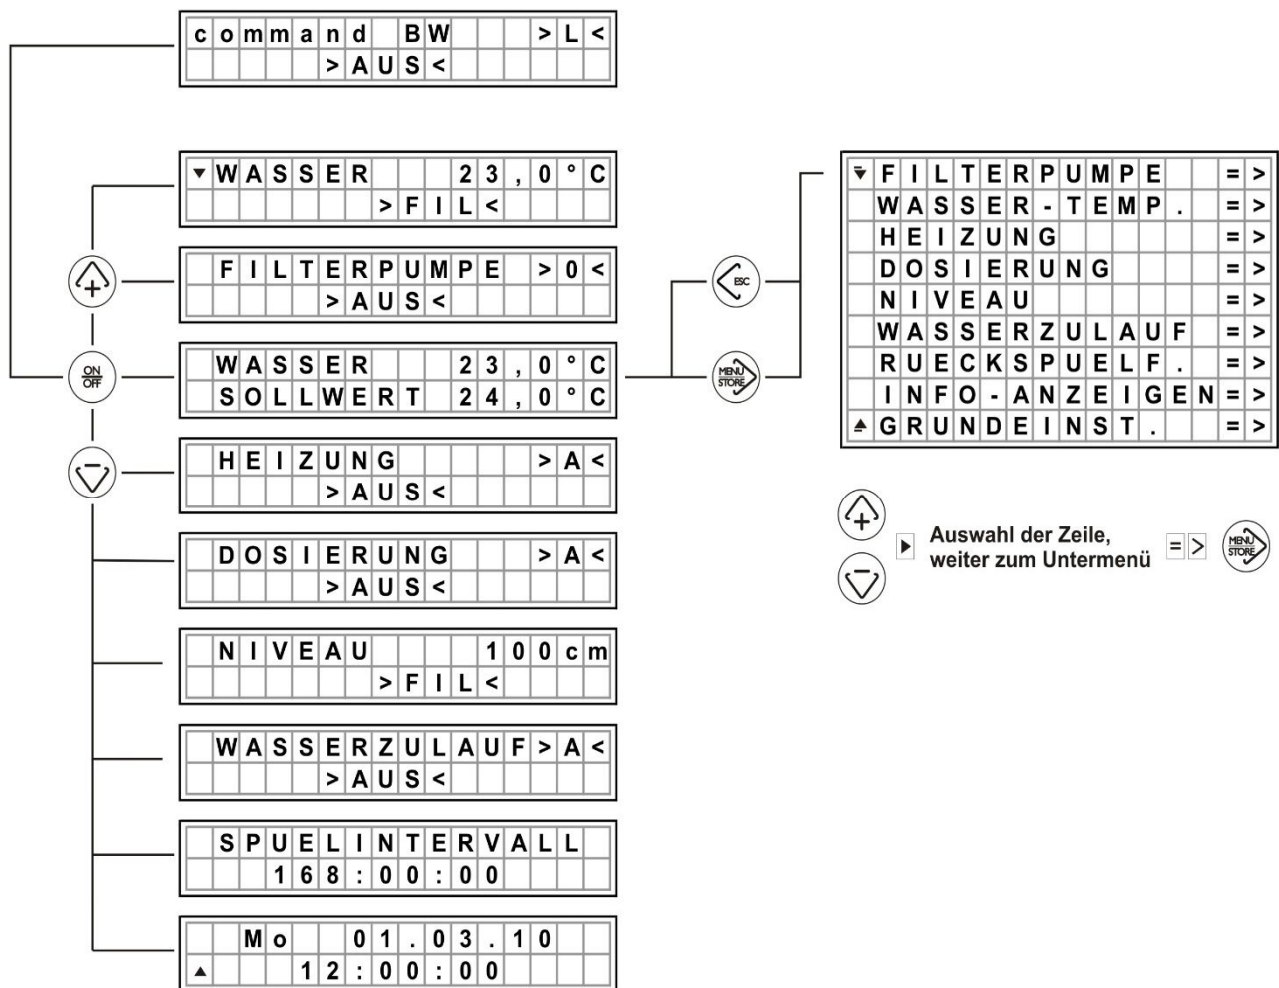 command BW >L<
>AUS<
▼WASSER 23,0°C
>FIL<
FILTERPUMPE >0<
>AUS<
WASSER 23,0°C
SOLLWERT 24,0°C
HEIZUNG >A<
>AUS<
DOSIERUNG >A<
>AUS<
NIVEAU 100cm
>FIL<
WASSERZULAUF>A<
>AUS<
SPUELINTERVALL
168:00:00
Mo 01.03.10
▲ 12:00:00
+
ON
OFF
−
ESC
MENU
STORE
FILTERPUMPE =>
WASSER-TEMP. =>
HEIZUNG =>
DOSIERUNG =>
NIVEAU =>
WASSERZULAUF =>
RUECKSPUELF. =>
INFO-ANZEIGEN=>
GRUNDEINST. =>
+
−
Auswahl der Zeile,
weiter zum Untermenü
=>
MENU
STORE